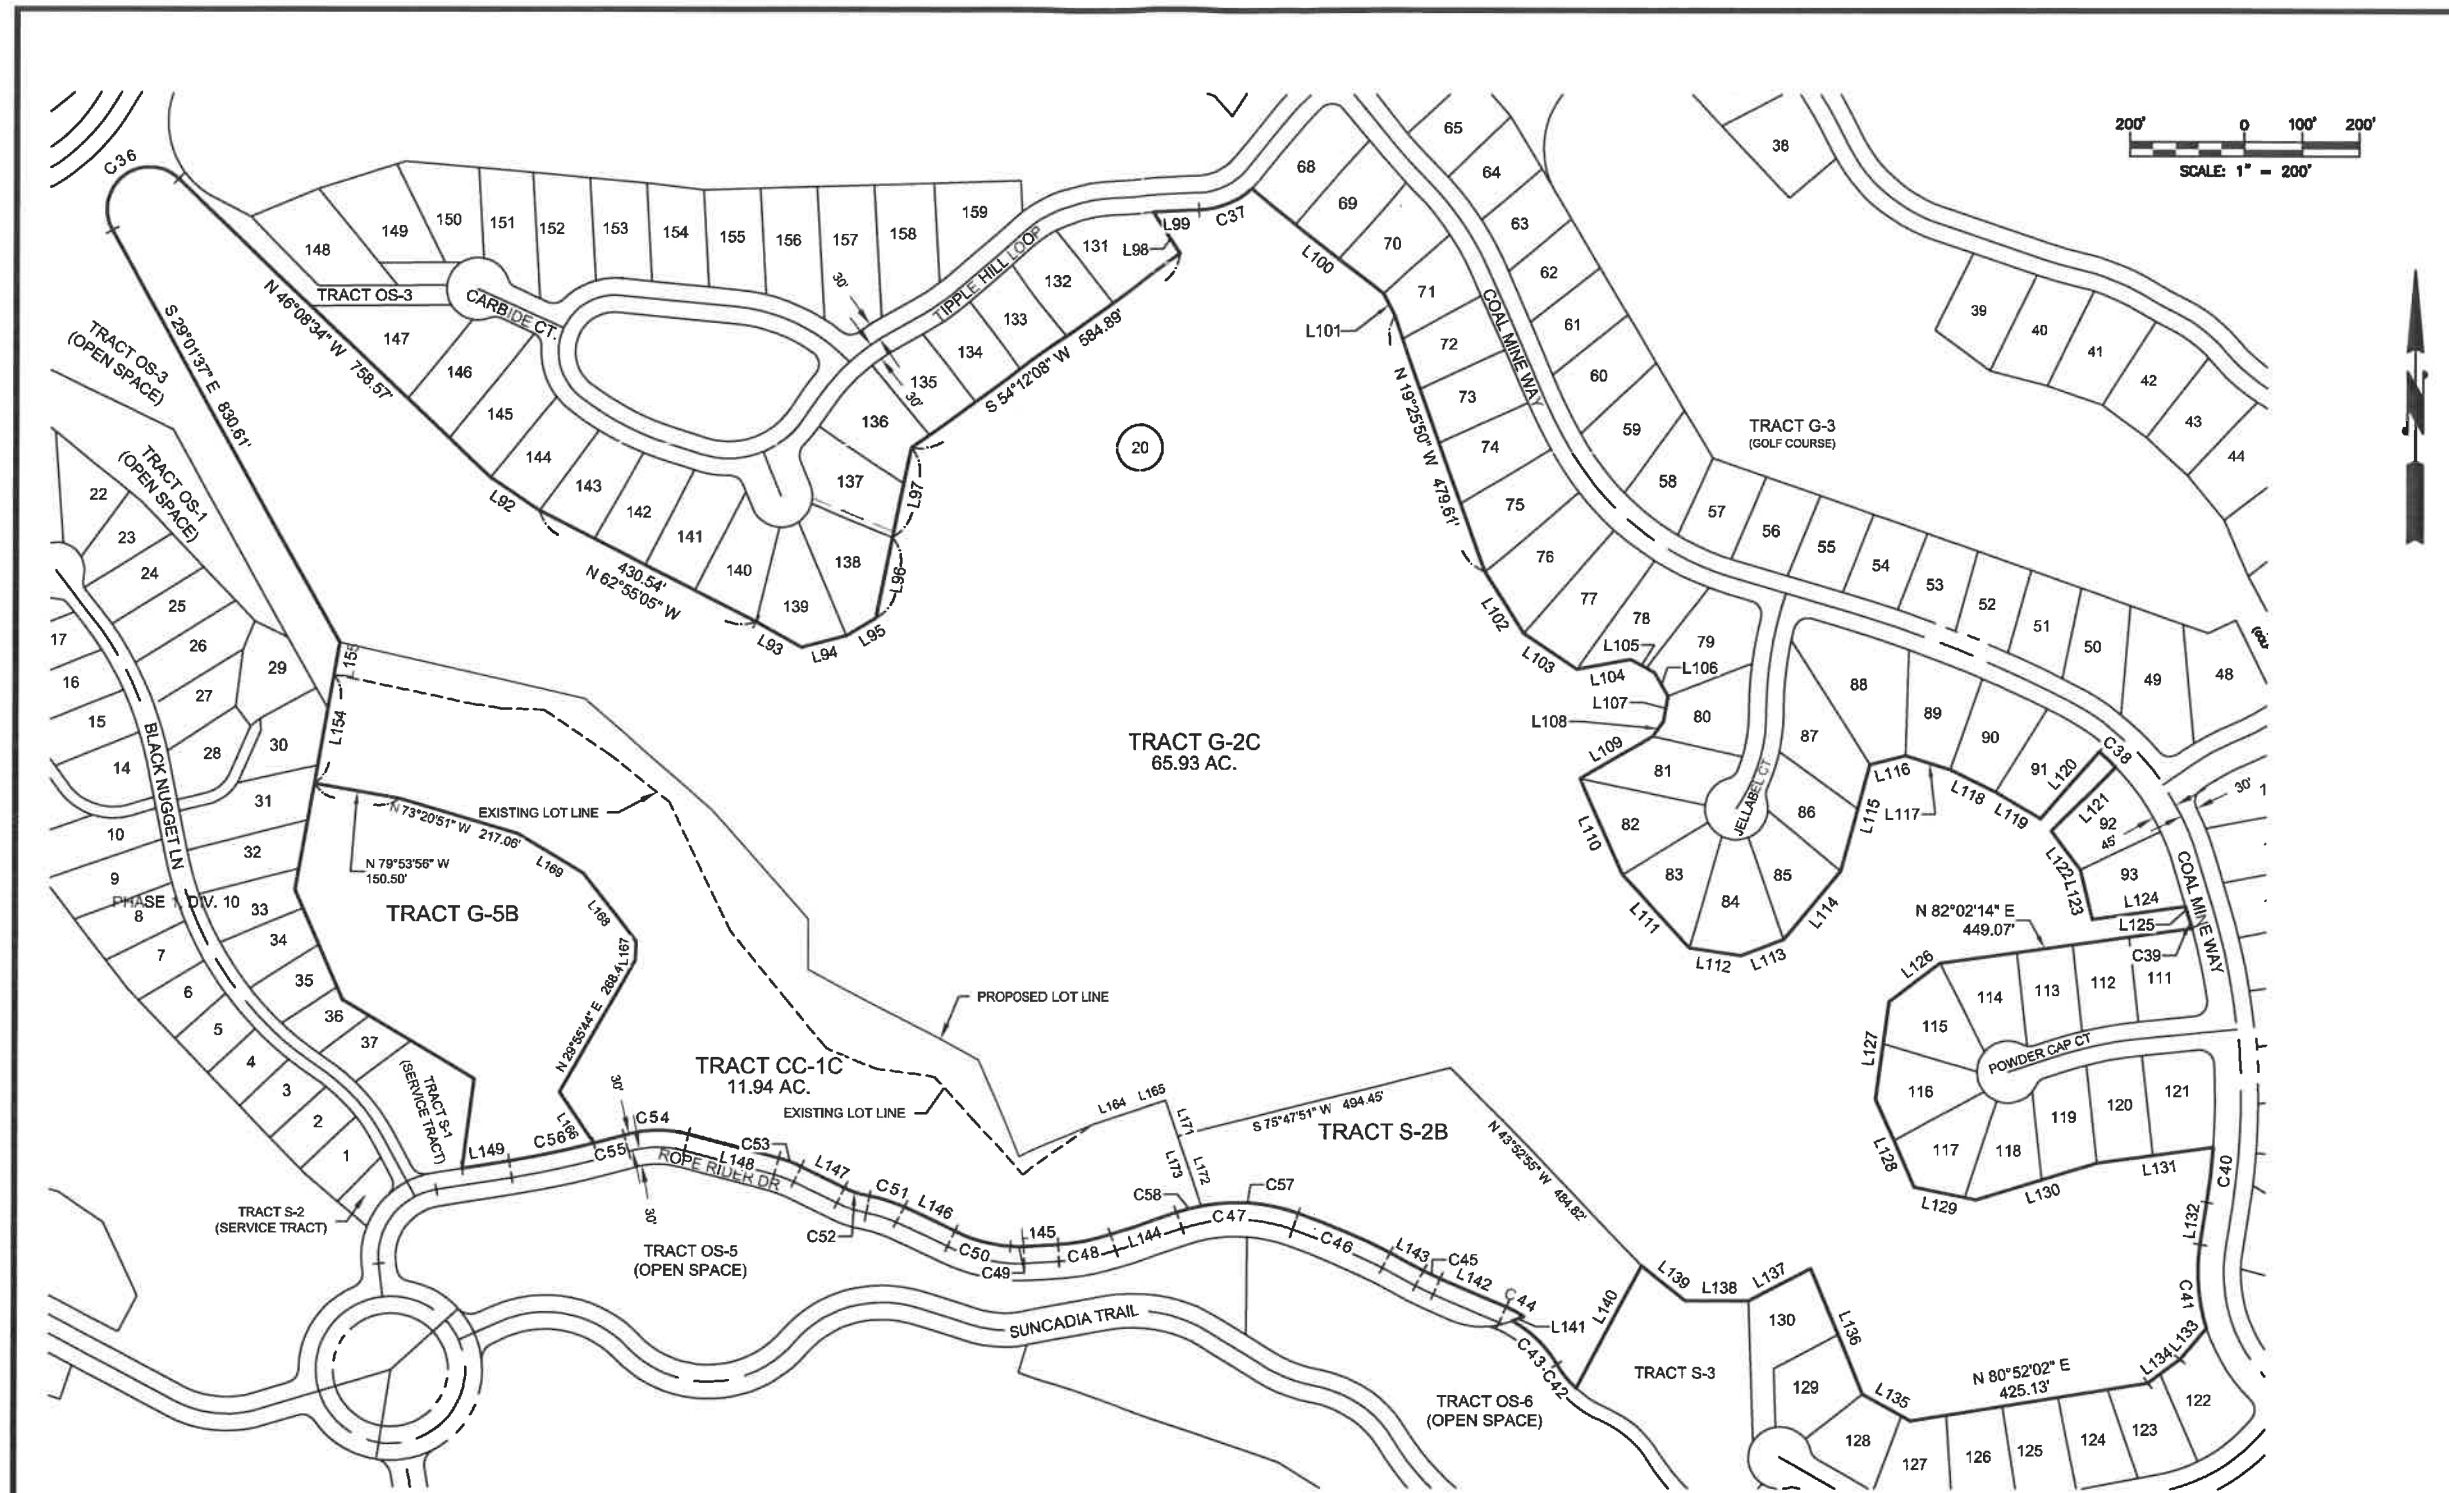 C36
65
64
63
62
61
60
59
58
57
56
55
54
53
52
51
50
49
48
38
200'
0
100'
200'
SCALE: 1" = 200'
N
39
40
41
42
43
44
148
149
150
151
152
153
154
155
156
157
158
159
TRACT OS-3
CARBIDE CT.
TIPPLE HILL LOOP
30'
30'
131
132
133
134
135
136
137
138
139
140
141
142
143
144
145
146
147
L99
L98
C37
L100
L101
68
69
70
71
72
73
74
75
76
77
78
79
80
81
82
83
84
85
86
87
88
89
90
91
92
93
COAL MINE WAY
TRACT G-3
(GOLF COURSE)
N 46°08'34" W 758.57'
S 29°01'37" E 830.61'
TRACT OS-3
(OPEN SPACE)
TRACT OS-1
(OPEN SPACE)
S 54°12'08" W 584.89'
N 19°25'50" W 479.61'
20
L92
430.54'
N 62°55'05" W
L93
L94
L95
L96
L97
L102
L103
L104
L105
L106
L107
L108
L109
L110
L111
L112
L113
L114
L115
L116
L117
L118
L119
L120
L121
L122
L123
L124
L125
C38
C39
45'
30'
1
JELLABEL CT
COAL MINE WAY
22
23
24
25
26
27
28
29
30
31
32
33
34
35
36
37
17
16
15
14
10
9
8
7
6
5
4
3
2
1
PHASE 1, DIV. 10
BLACK NUGGET LN
L155
L154
TRACT G-2C
65.93 AC.
EXISTING LOT LINE
N 73°20'51" W 217.06'
N 79°53'56" W
150.50'
L169
L168
L167
TRACT G-5B
N 29°55'44" E 268.4
L166
PROPOSED LOT LINE
TRACT CC-1C
11.94 AC.
EXISTING LOT LINE
TRACT S-1
(SERVICE TRACT)
TRACT S-2
(SERVICE TRACT)
L149
C56
C55
C54
30'
30'
ROPE RIDER DR
L148
C53
L147
C52
C51
L146
C50
C49
L145
C48
L144
C58
C47
C57
C46
L143
C45
L142
C44
L141
C43
C42
L140
L164
L165
L171
L172
L173
S 75°47'51" W 494.45'
TRACT S-2B
N 43°52'55" W 484.82'
TRACT OS-5
(OPEN SPACE)
SUNCADIA TRAIL
TRACT OS-6
(OPEN SPACE)
TRACT S-3
L139
L138
L137
L136
L135
N 80°52'02" E
425.13'
L134
L133
C41
L132
C40
L131
L130
L129
L128
L127
L126
N 82°02'14" E
449.07'
111
112
113
114
115
116
117
118
119
120
121
POWDER CAP CT
122
123
124
125
126
127
128
129
130